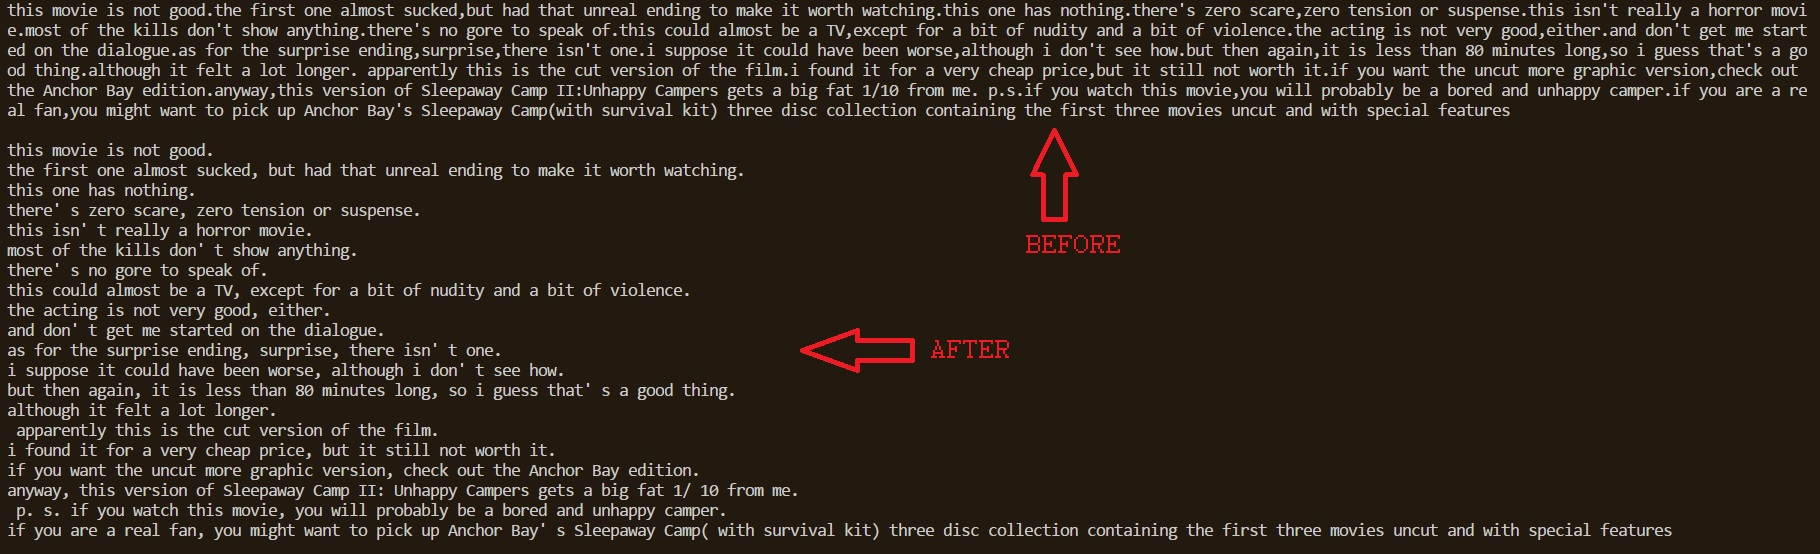 this movie is not good.the first one almost sucked,but had that unreal ending to make it worth watching.this one has nothing.there's zero scare,zero tension or suspense.this isn't really a horror movi
e.most of the kills don't show anything.there's no gore to speak of.this could almost be a TV,except for a bit of nudity and a bit of violence.the acting is not very good,either.and don't get me start
ed on the dialogue.as for the surprise ending,surprise,there isn't one.i suppose it could have been worse,although i don't see how.but then again,it is less than 80 minutes long,so i guess that's a go
od thing.although it felt a lot longer. apparently this is the cut version of the film.i found it for a very cheap price,but it still not worth it.if you want the uncut more graphic version,check out
the Anchor Bay edition.anyway,this version of Sleepaway Camp II:Unhappy Campers gets a big fat 1/10 from me. p.s.if you watch this movie,you will probably be a bored and unhappy camper.if you are a re
al fan,you might want to pick up Anchor Bay's Sleepaway Camp(with survival kit) three disc collection containing the first three movies uncut and with special features
BEFORE
this movie is not good.
the first one almost sucked, but had that unreal ending to make it worth watching.
this one has nothing.
there' s zero scare, zero tension or suspense.
this isn' t really a horror movie.
most of the kills don' t show anything.
there' s no gore to speak of.
this could almost be a TV, except for a bit of nudity and a bit of violence.
the acting is not very good, either.
and don' t get me started on the dialogue.
as for the surprise ending, surprise, there isn' t one.
AFTER
i suppose it could have been worse, although i don' t see how.
but then again, it is less than 80 minutes long, so i guess that' s a good thing.
although it felt a lot longer.
apparently this is the cut version of the film.
i found it for a very cheap price, but it still not worth it.
if you want the uncut more graphic version, check out the Anchor Bay edition.
anyway, this version of Sleepaway Camp II: Unhappy Campers gets a big fat 1/ 10 from me.
p. s. if you watch this movie, you will probably be a bored and unhappy camper.
if you are a real fan, you might want to pick up Anchor Bay' s Sleepaway Camp( with survival kit) three disc collection containing the first three movies uncut and with special features